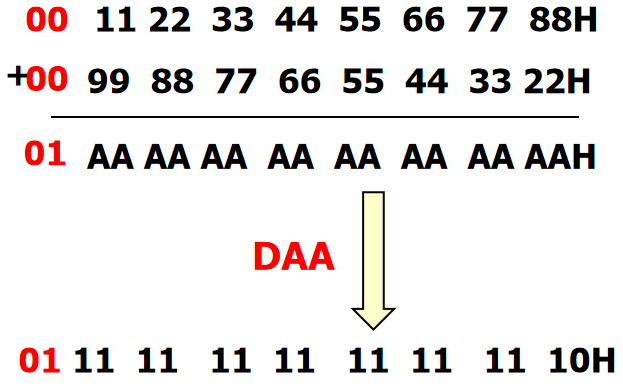 00 11 22 33 44 55 66 77 88H
+00 99 88 77 66 55 44 33 22H
01 AA AA AA AA AA AA AA AAH
DAA
01 11 11 11 11 11 11 11 10H